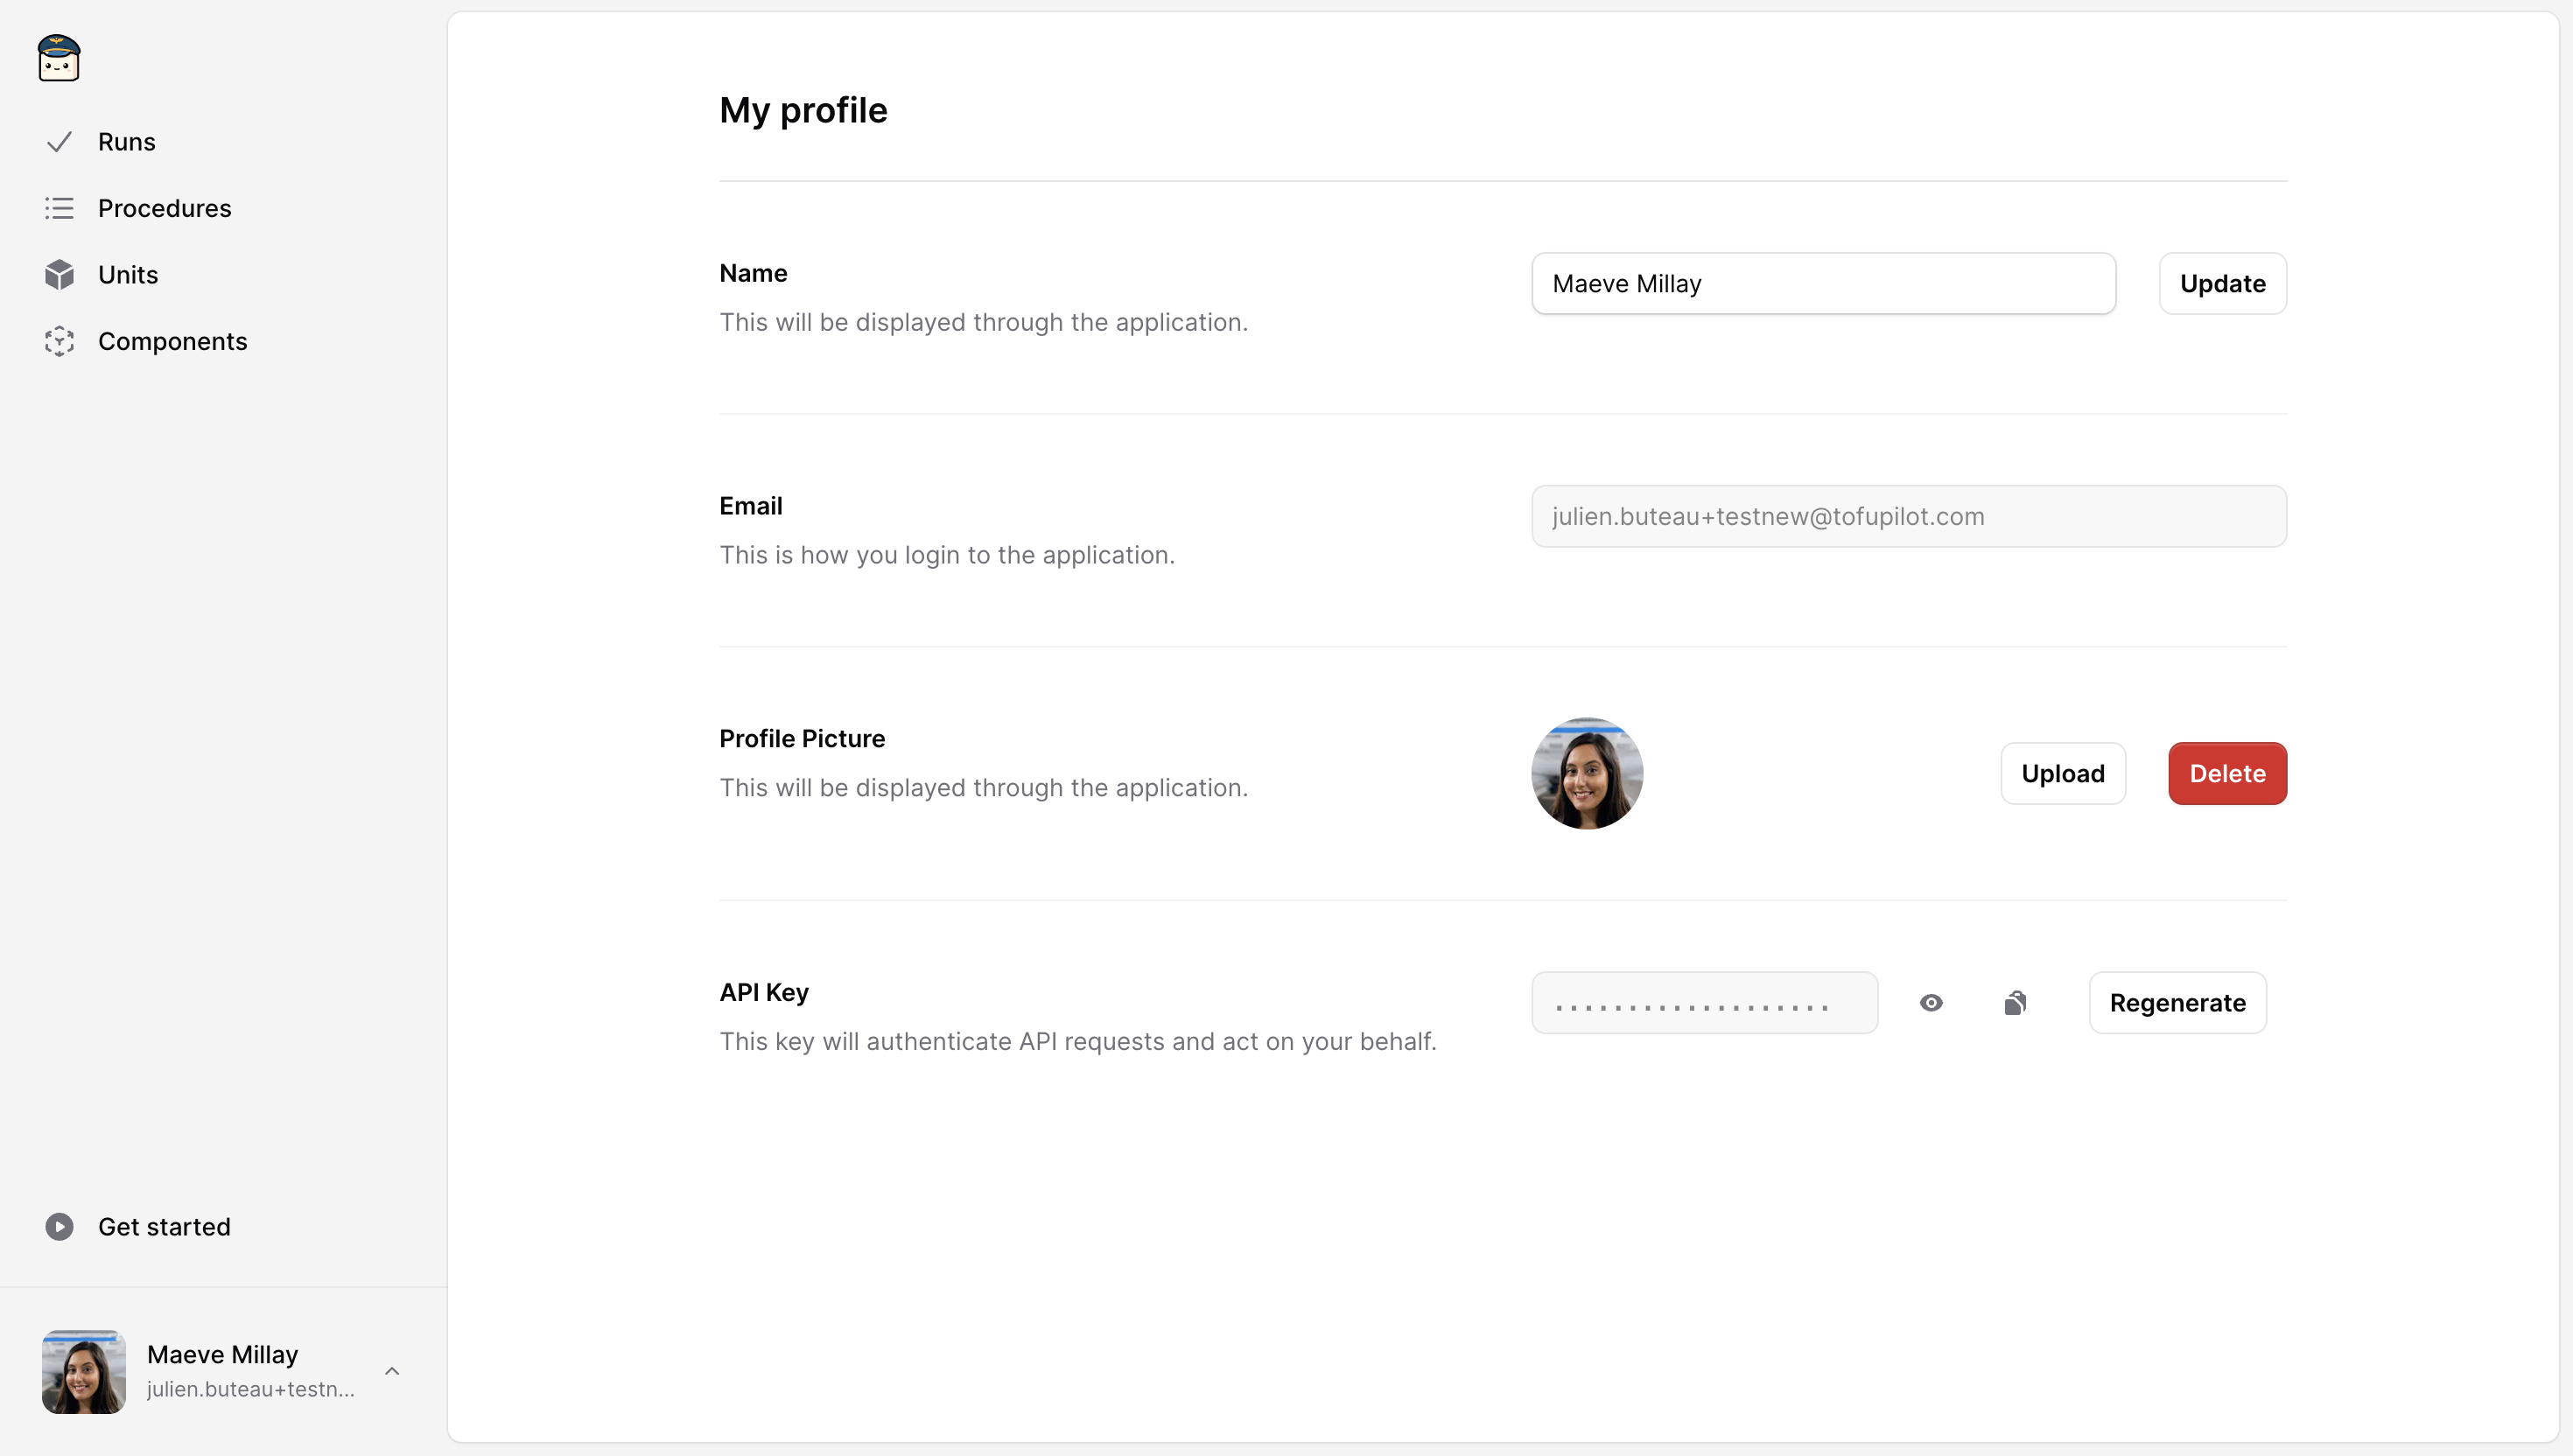 Runs
Procedures
Units
Components
Get started
Maeve Millay
julien.buteau+testn...
My profile
Name
This will be displayed through the application.
Maeve Millay
Update
Email
This is how you login to the application.
julien.buteau+testnew@tofupilot.com
Profile Picture
This will be displayed through the application.
Upload
Delete
API Key
This key will authenticate API requests and act on your behalf.
...................
Regenerate